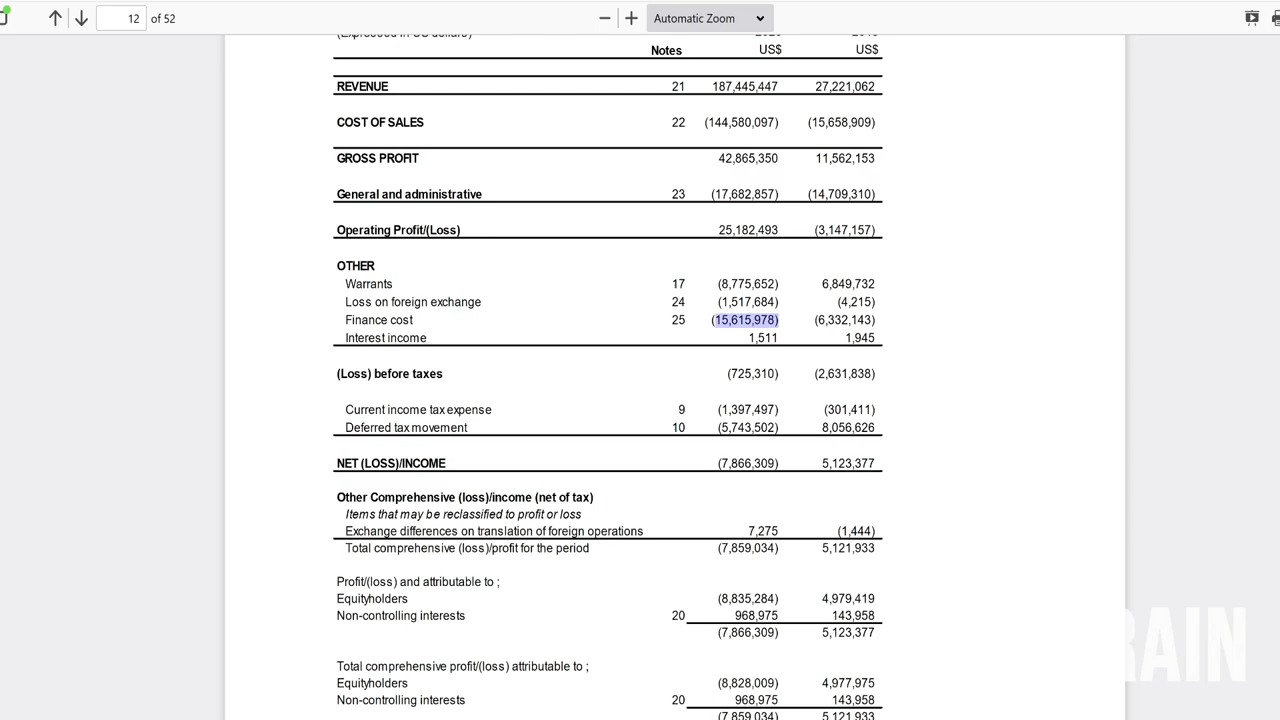 12 of 52
Automatic Zoom
(Expressed in US dollars)
Notes US$ US$
REVENUE 21 187,445,447 27,221,062
COST OF SALES 22 (144,580,097) (15,658,909)
GROSS PROFIT 42,865,350 11,562,153
General and administrative 23 (17,682,857) (14,709,310)
Operating Profit/(Loss) 25,182,493 (3,147,157)
OTHER
Warrants 17 (8,775,652) 6,849,732
Loss on foreign exchange 24 (1,517,684) (4,215)
Finance cost 25 (15,615,978) (6,332,143)
Interest income 1,511 1,945
(Loss) before taxes (725,310) (2,631,838)
Current income tax expense 9 (1,397,497) (301,411)
Deferred tax movement 10 (5,743,502) 8,056,626
NET (LOSS)/INCOME (7,866,309) 5,123,377
Other Comprehensive (loss)/income (net of tax)
Items that may be reclassified to profit or loss
Exchange differences on translation of foreign operations 7,275 (1,444)
Total comprehensive (loss)/profit for the period (7,859,034) 5,121,933
Profit/(loss) and attributable to ;
Equityholders (8,835,284) 4,979,419
Non-controlling interests 20 968,975 143,958
(7,866,309) 5,123,377
Total comprehensive profit/(loss) attributable to ;
Equityholders (8,828,009) 4,977,975
Non-controlling interests 20 968,975 143,958
(7,859,034) 5,121,933
RAIN